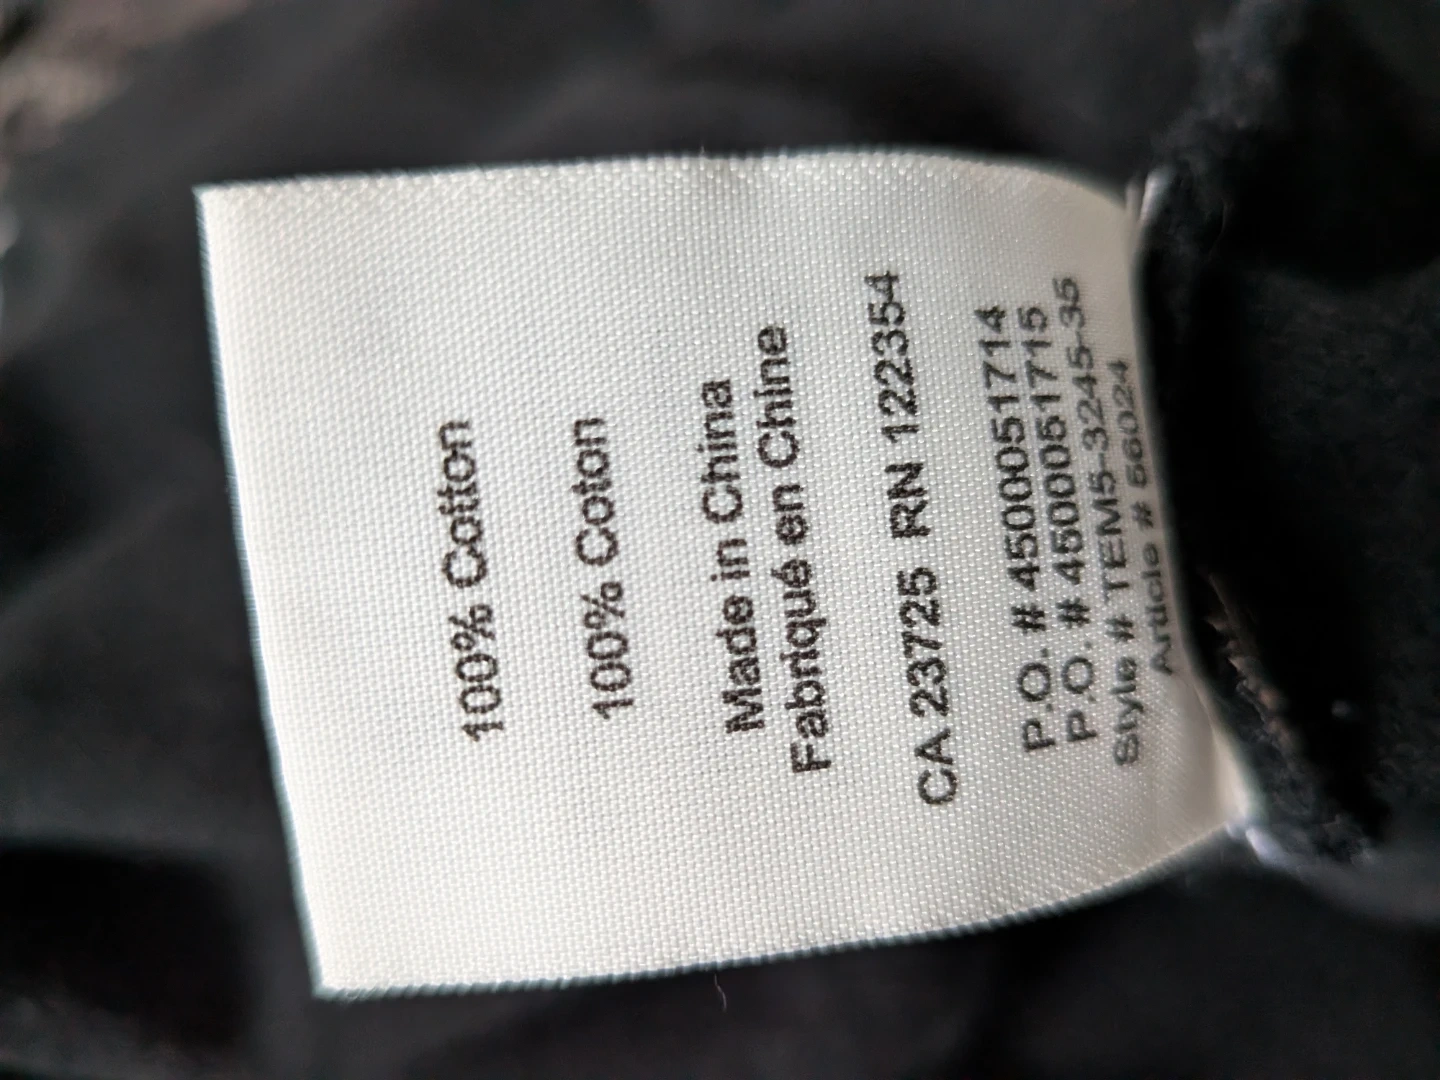 100% Cotton
100% Coton
Made in China
Fabriqué en Chine
CA 23725 RN 122354
P.O. # 4500051714
P.O. # 4500051715
Style # TEM5-3245-35
Article # 56024